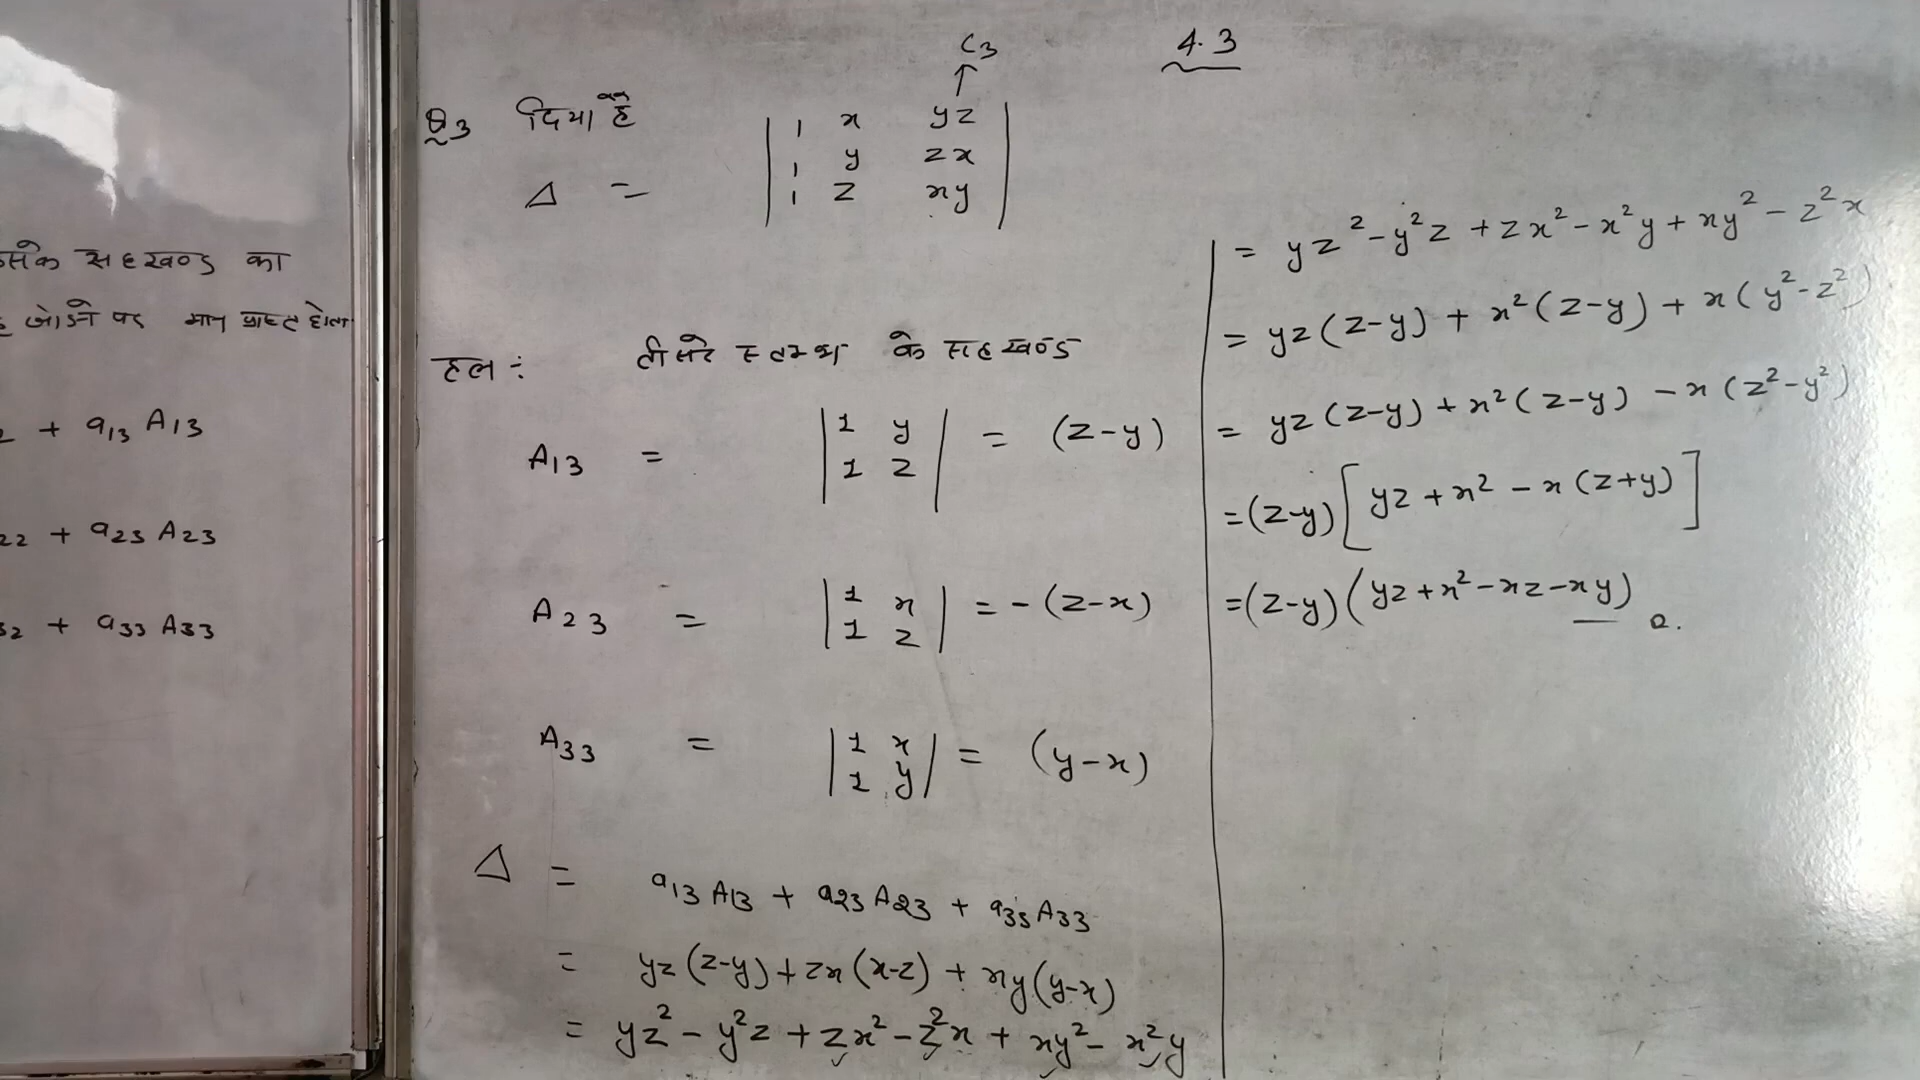 सहखण्ड का
जोडने पर मान प्राप्त होता
+ a13 A13
22 + a23 A23
32 + a33 A33
4.3
C3
↑
Q3 दिया है
Δ = | 1 x yz |
| 1 y zx |
| 1 z xy |
हल : तीसरे स्तम्भ के सहखण्ड
A13 = | 1 y | = (z-y)
| 1 z |
A23 = | 1 x | = -(z-x)
| 1 z |
A33 = | 1 x | = (y-x)
| 1 y |
Δ = a13 A13 + a23 A23 + a33 A33
= yz(z-y) + zx(x-z) + xy(y-x)
= yz² - y²z + zx² - z²x + xy² - x²y
= yz² - y²z + zx² - x²y + xy² - z²x
= yz(z-y) + x²(z-y) + x(y²-z²)
= yz(z-y) + x²(z-y) - x(z²-y²)
= (z-y)[yz + x² - x(z+y)]
= (z-y)(yz + x² - xz - xy)